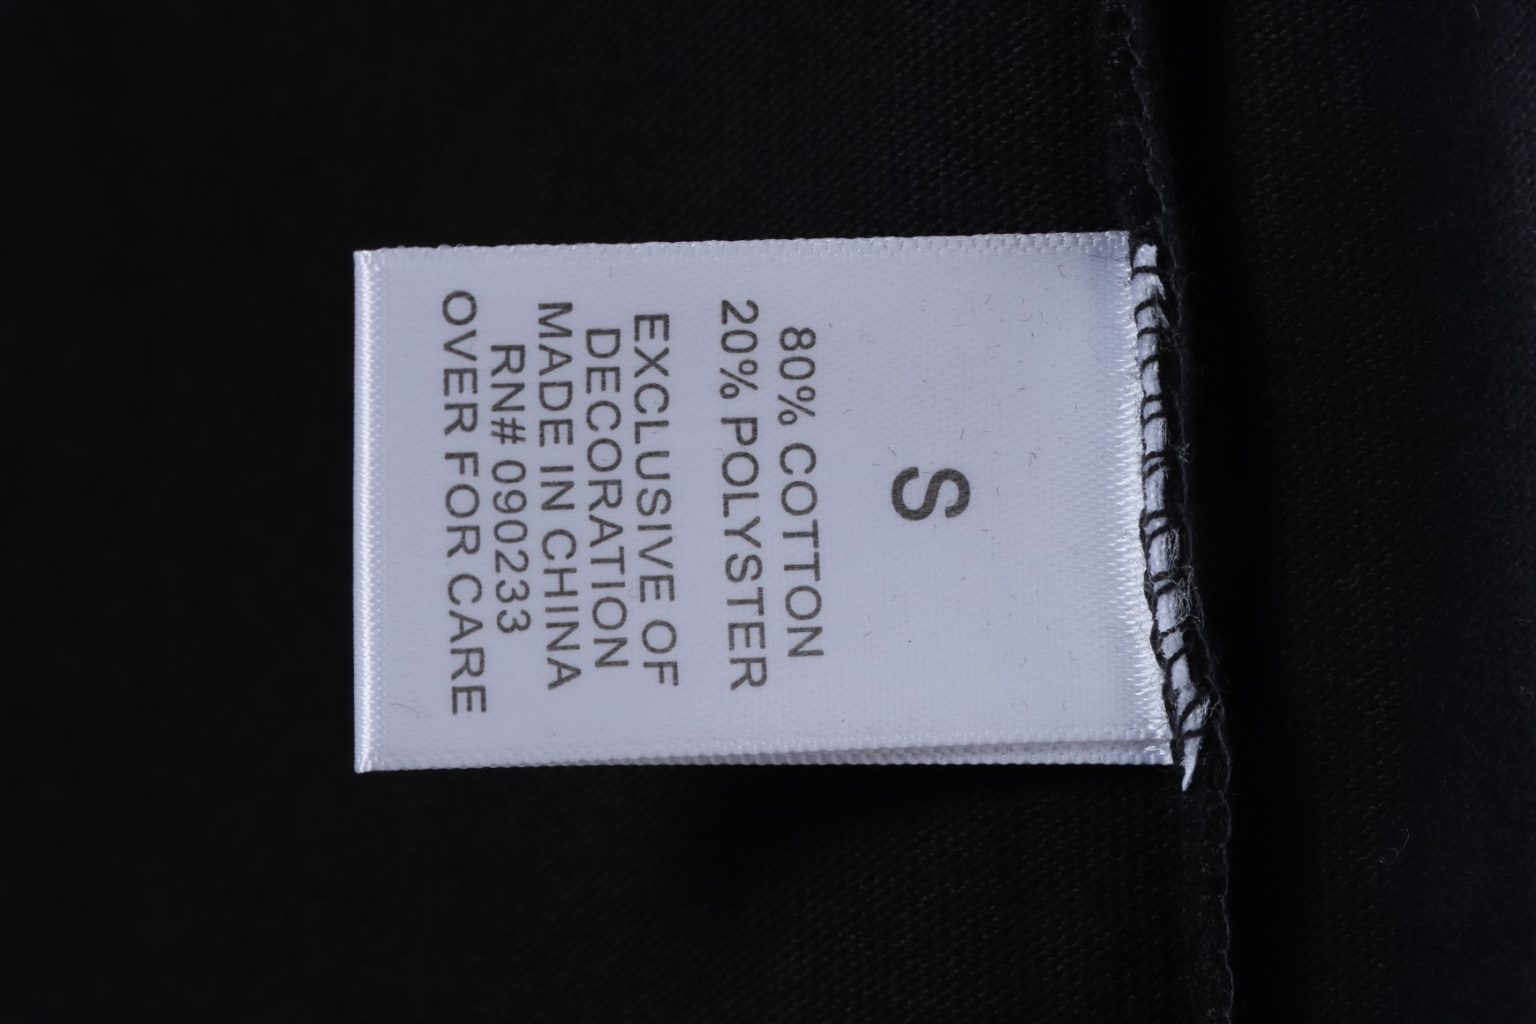 S
80% COTTON
20% POLYSTER
EXCLUSIVE OF
DECORATION
MADE IN CHINA
RN# 090233
OVER FOR CARE